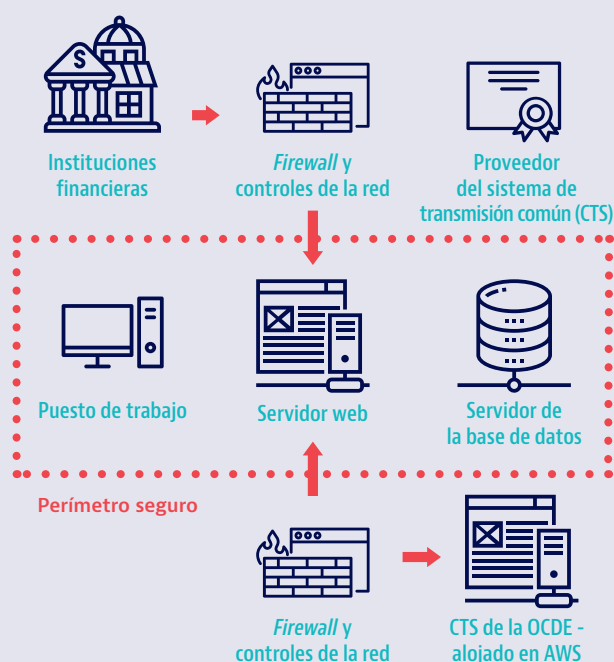 Instituciones
financieras
Firewall y
controles de la red
Proveedor
del sistema de
transmisión común (CTS)
Puesto de trabajo
Servidor web
Servidor de
la base de datos
Perímetro seguro
Firewall y
controles de la red
CTS de la OCDE -
alojado en AWS